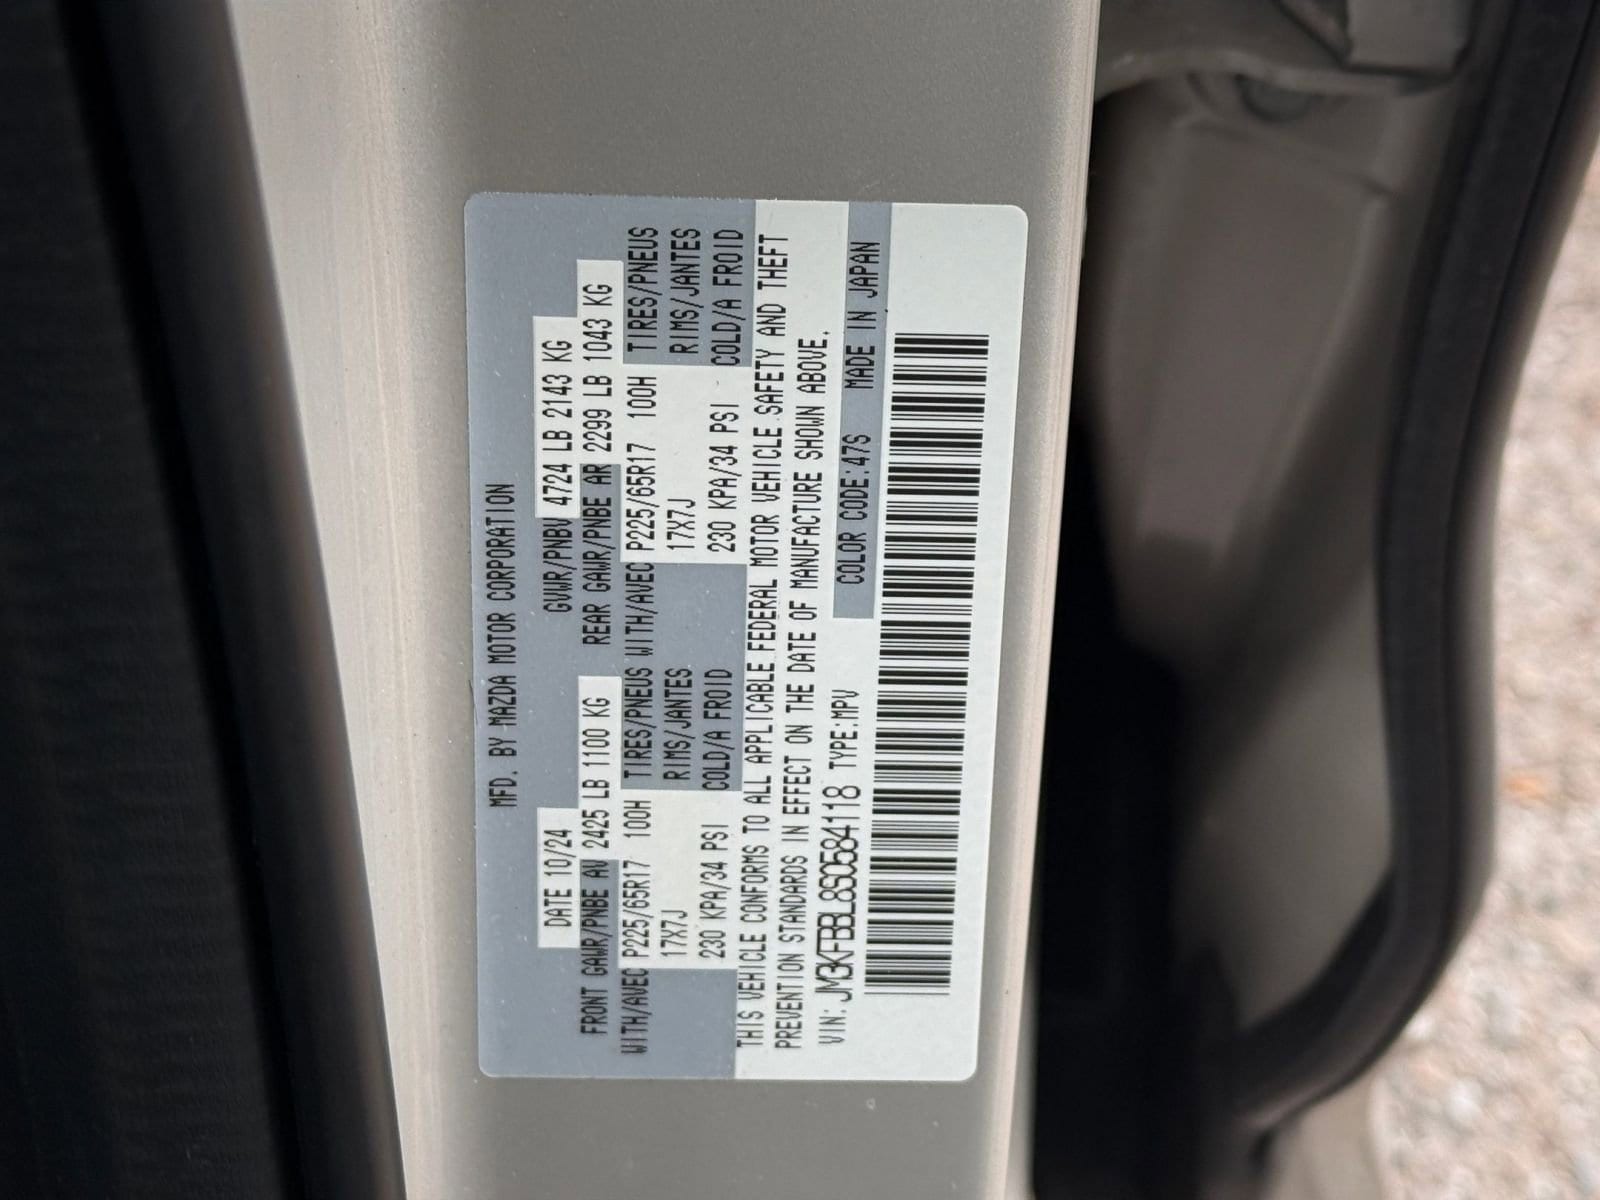 MFD. BY MAZDA MOTOR CORPORATION
DATE 10/24 GVWR/PNBV 4724 LB 2143 KG
FRONT GAWR/PNBE AV 2425 LB 1100 KG REAR GAWR/PNBE AR 2299 LB 1043 KG
WITH/AVEC P225/65R17 100H TIRES/PNEUS WITH/AVEC P225/65R17 100H TIRES/PNEUS
17X7J RIMS/JANTES 17X7J RIMS/JANTES
230 KPA/34 PSI COLD/A FROID 230 KPA/34 PSI COLD/A FROID
THIS VEHICLE CONFORMS TO ALL APPLICABLE FEDERAL MOTOR VEHICLE SAFETY AND THEFT
PREVENTION STANDARDS IN EFFECT ON THE DATE OF MANUFACTURE SHOWN ABOVE.
VIN: JM3KFBBL8S0584118 TYPE:MPV COLOR CODE:47S MADE IN JAPAN